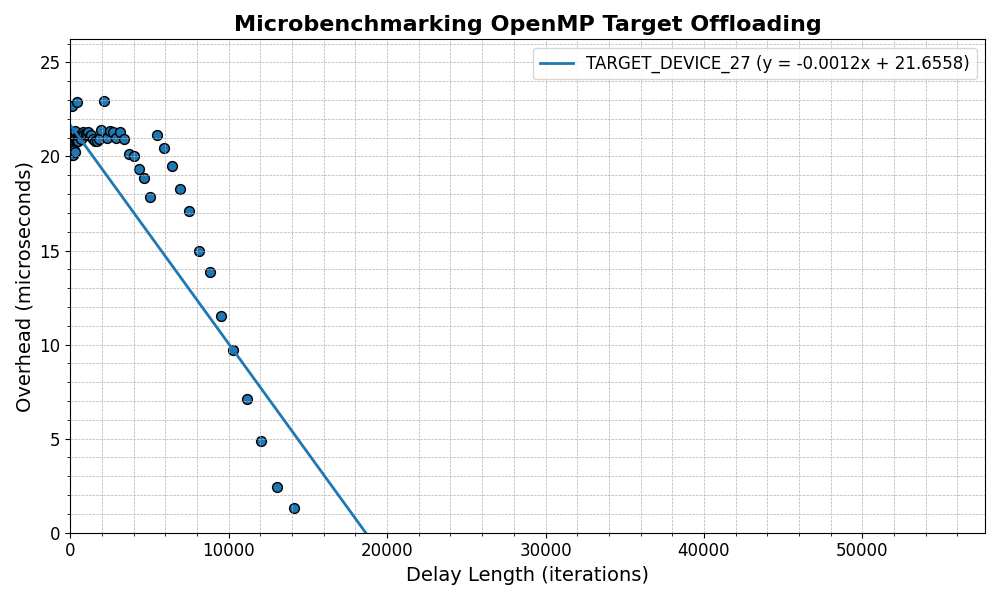 Microbenchmarking OpenMP Target Offloading
TARGET_DEVICE_27 (y = -0.0012x + 21.6558)
Overhead (microseconds)
25
20
15
10
5
0
0 10000 20000 30000 40000 50000
Delay Length (iterations)